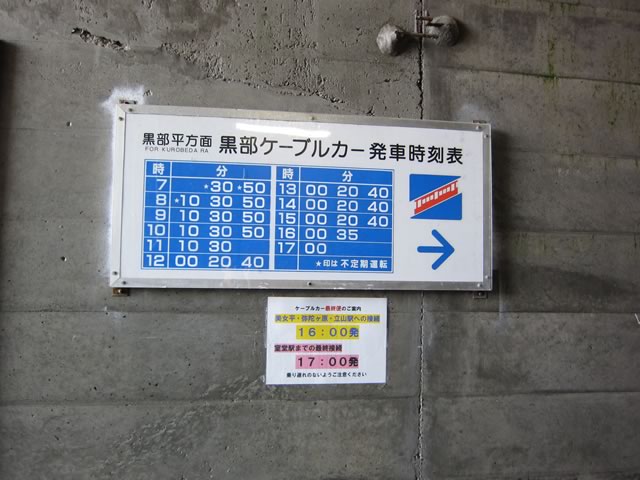 黒部平方面 黒部ケーブルカー発車時刻表
FOR KUROBEDAIRA
時 分
7 *30 *50
8 *10 30 50
9 10 30 50
10 10 30 50
11 10 30
12 00 20 40
時 分
13 00 20 40
14 00 20 40
15 00 20 40
16 00 35
17 00
*印は 不定期運転
ケーブルカー最終便のご案内
美女平・弥陀ヶ原・立山駅への接続
16:00発
室堂駅までの最終接続
17:00発
乗り遅れのないようご注意ください